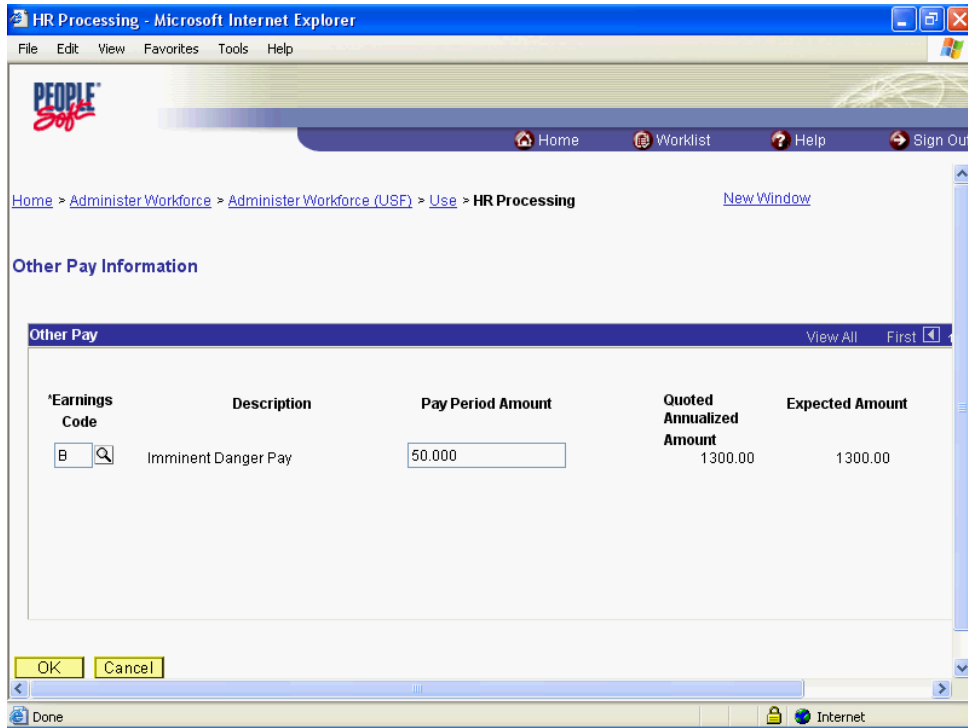 HR Processing - Microsoft Internet Explorer
File Edit View Favorites Tools Help
PEOPLE
Soft
Home Worklist Help Sign Out
Home > Administer Workforce > Administer Workforce (USF) > Use > HR Processing New Window
Other Pay Information
Other Pay View All First
*Earnings Code Description Pay Period Amount Quoted Annualized Amount Expected Amount
B Imminent Danger Pay 50.000 1300.00 1300.00
OK Cancel
Done Internet